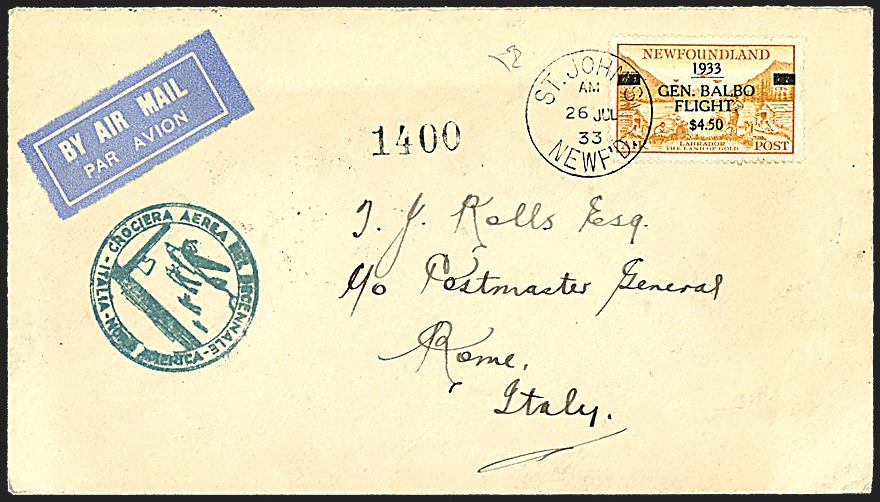 BY AIR MAIL
PAR AVION
1400
ST. JOHN'S
AM
26 JUL
33
NEWF'D
NEWFOUNDLAND
1933
GEN. BALBO
FLIGHT.
$4.50
LABRADOR
THE LAND OF GOLD
POST
CROCIERA AEREA DEL DECENNALE - ITALIA - NORD AMERICA -
T. J. Rolls Esq.
c/o Postmaster General
Rome,
Italy.